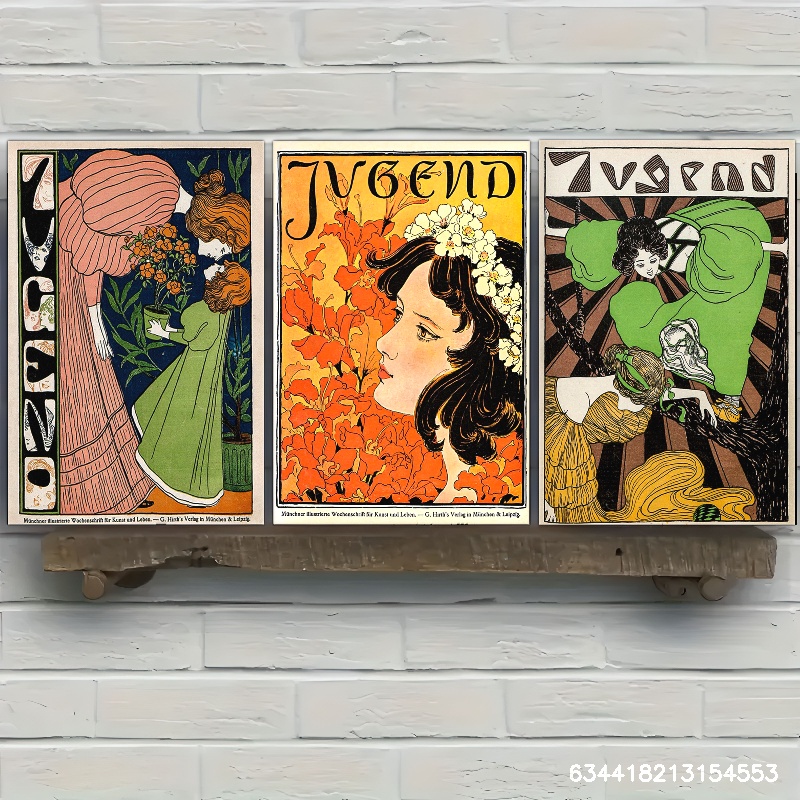 JUGEND
Münchner illustrierte Wochenschrift für Kunst und Leben. — G. Hirth's Verlag in München & Leipzig.
JUGEND
Münchner illustrierte Wochenschrift für Kunst und Leben. — G. Hirth's Verlag in München & Leipzig.
Jugend
634418213154553